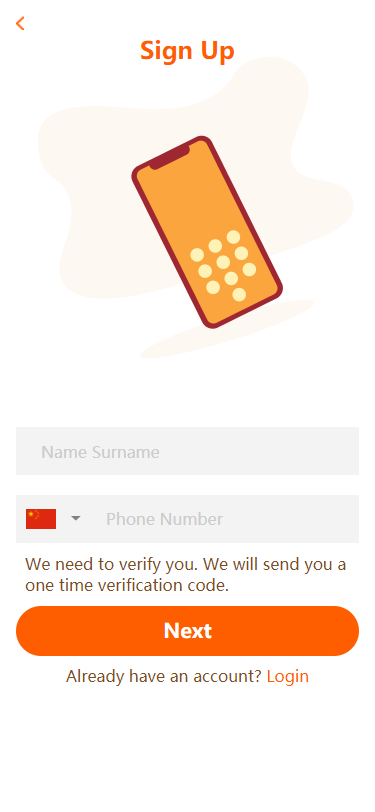 Sign Up
Name Surname
Phone Number
We need to verify you. We will send you a
one time verification code.
Next
Already have an account? Login